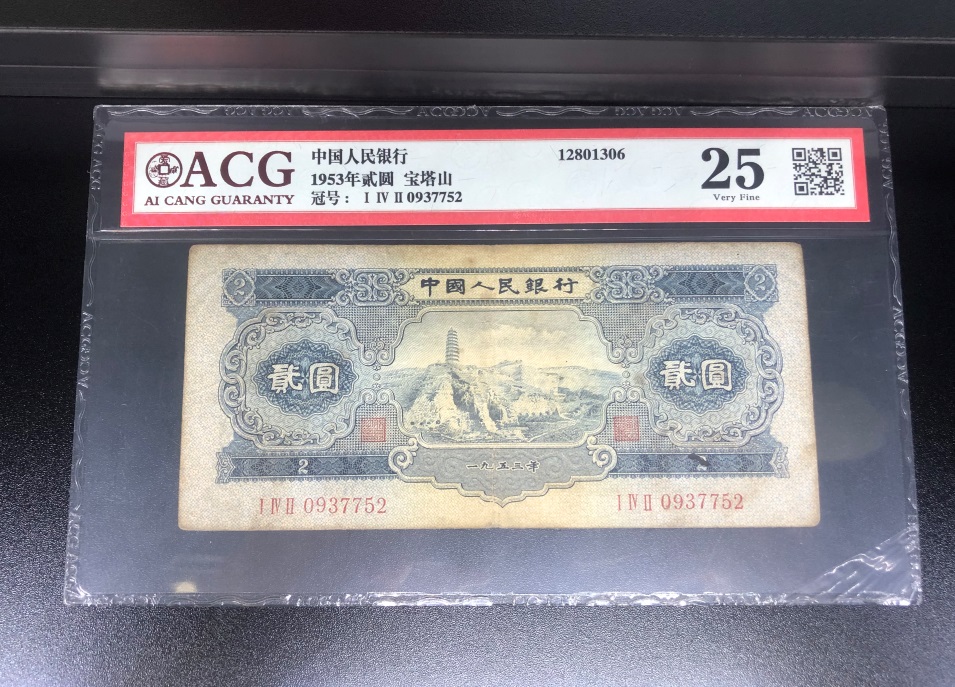 ACG
AI CANG GUARANTY
中国人民银行
1953年贰圆 宝塔山
冠号： I IV II 0937752
12801306
25
Very Fine
2
中國人民銀行
2
貳圓
貳圓
2
一九五三年
I IV II 0937752
I IV II 0937752